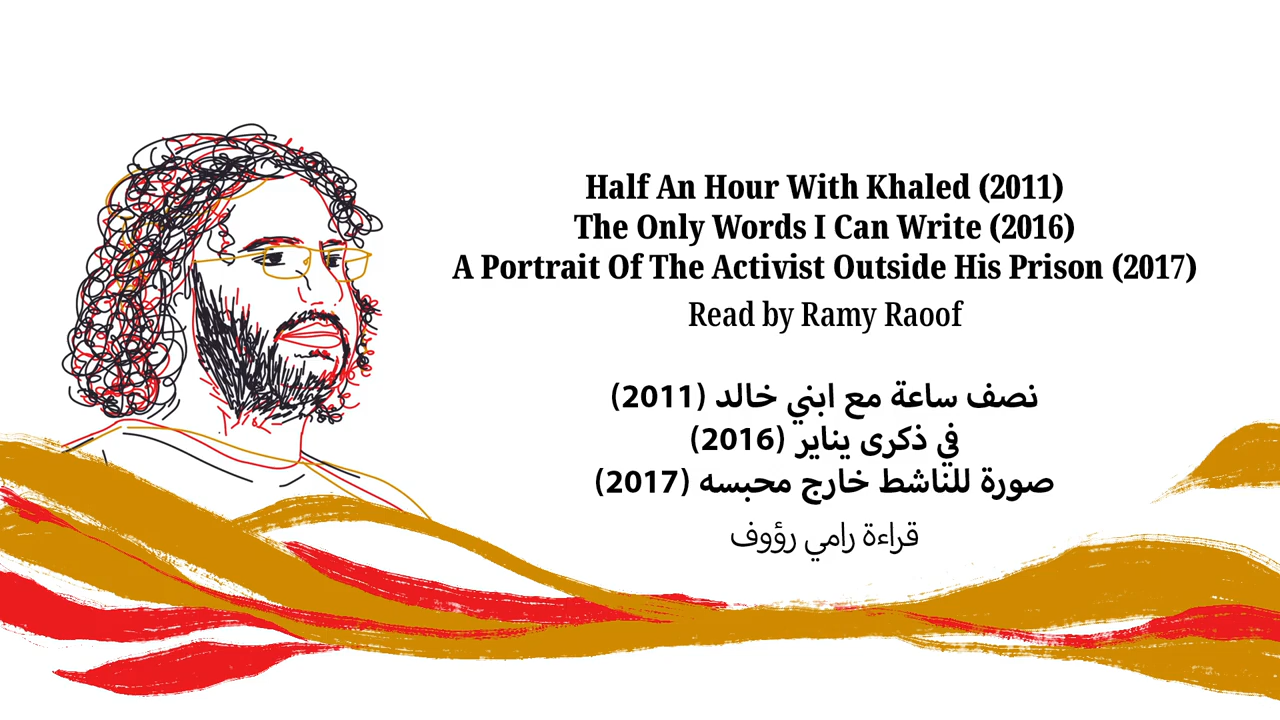 Half An Hour With Khaled (2011)
The Only Words I Can Write (2016)
A Portrait Of The Activist Outside His Prison (2017)
Read by Ramy Raoof
نصف ساعة مع ابني خالد (2011)
في ذكرى يناير (2016)
صورة للناشط خارج محبسه (2017)
قراءة رامي رؤوف